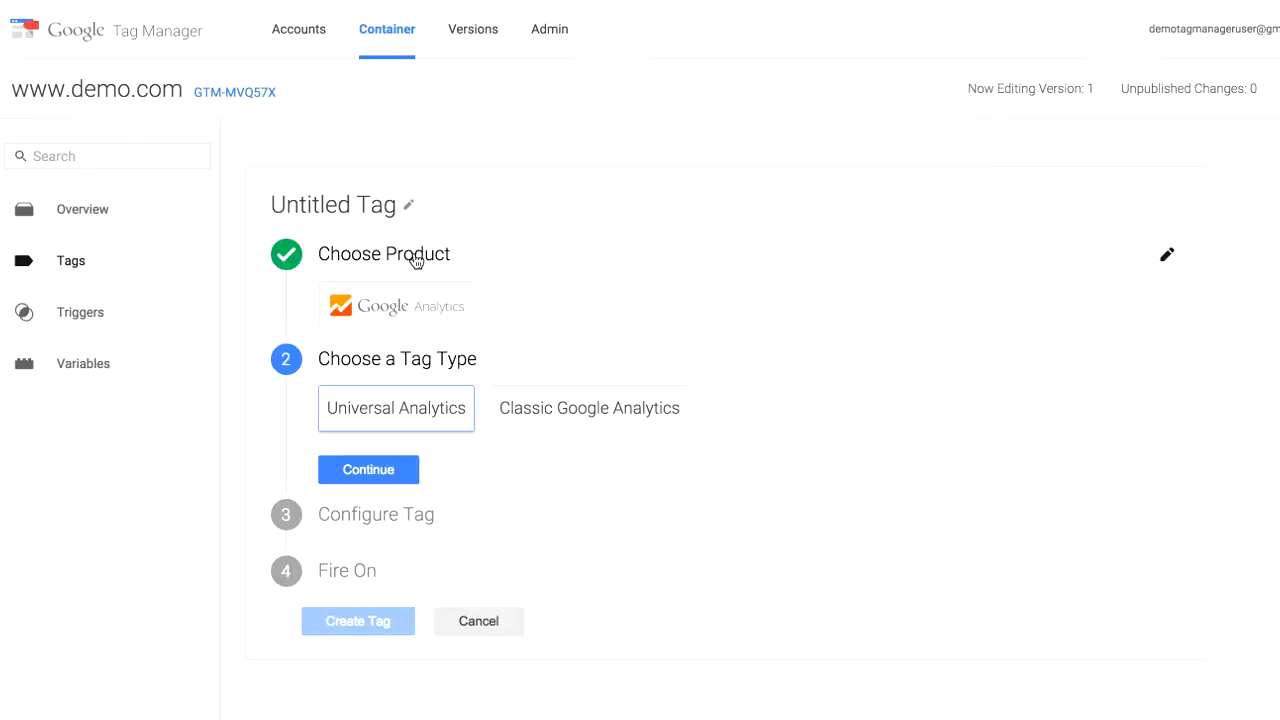 Google Tag Manager
Accounts
Container
Versions
Admin
demotagmanageruser@gm
www.demo.com GTM-MVQ57X
Now Editing Version: 1
Unpublished Changes: 0
Search
Overview
Tags
Triggers
Variables
Untitled Tag
Choose Product
Google Analytics
2 Choose a Tag Type
Universal Analytics
Classic Google Analytics
Continue
3 Configure Tag
4 Fire On
Create Tag
Cancel